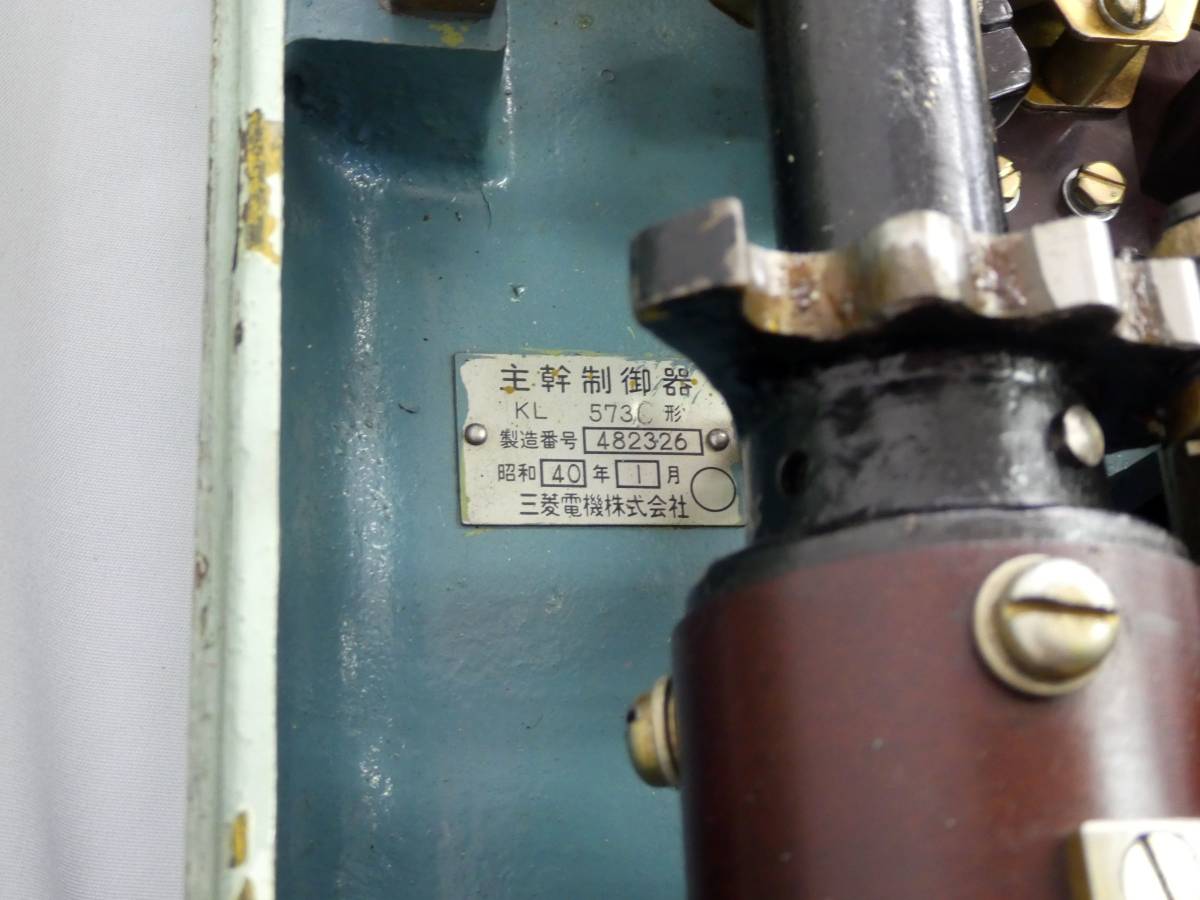 主幹制御器
KL 573C 形
製造番号 482326
昭和 40 年 1 月
三菱電機株式会社